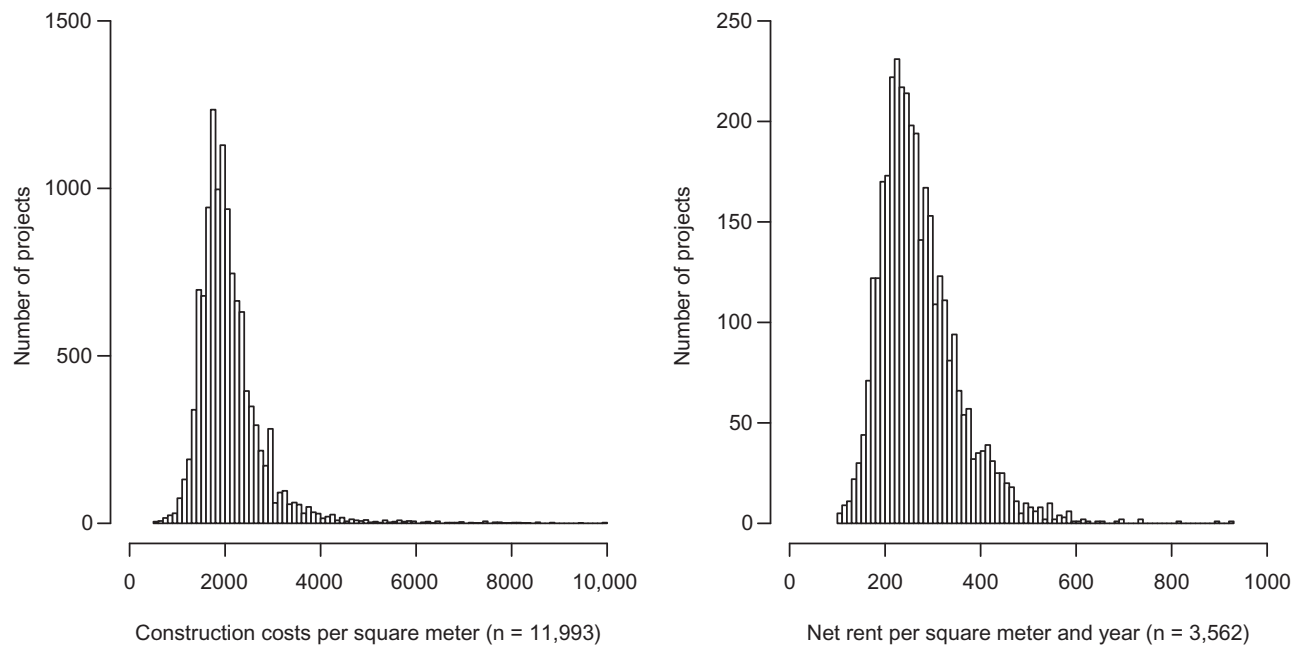 Number of projects
1500
1000
500
0
0 2000 4000 6000 8000 10,000
Construction costs per square meter (n = 11,993)
Number of projects
250
200
150
100
50
0
0 200 400 600 800 1000
Net rent per square meter and year (n = 3,562)